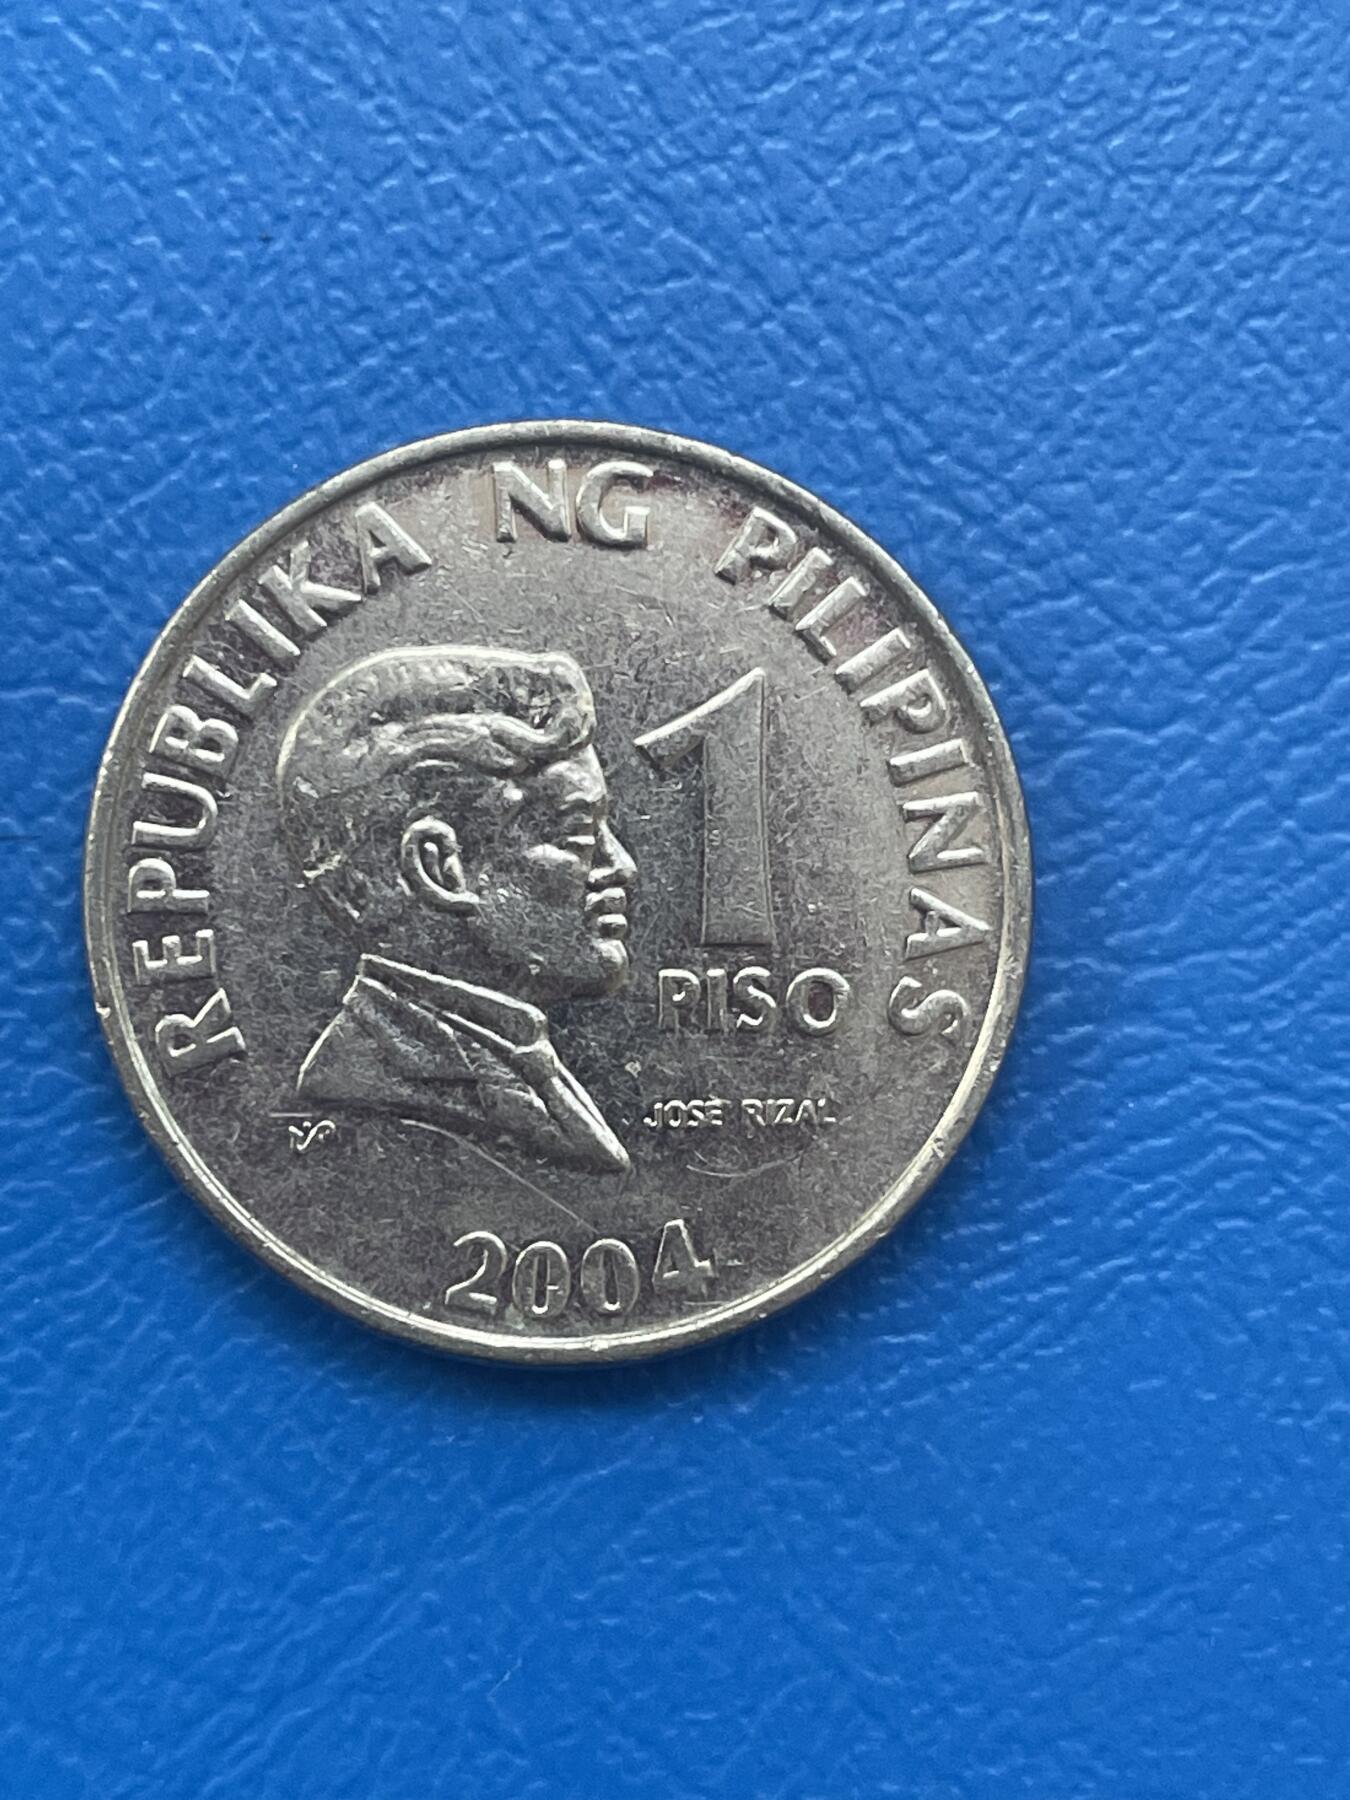 REPUBLIKA NG PILIPINAS
1
PISO
JOSE RIZAL
2004